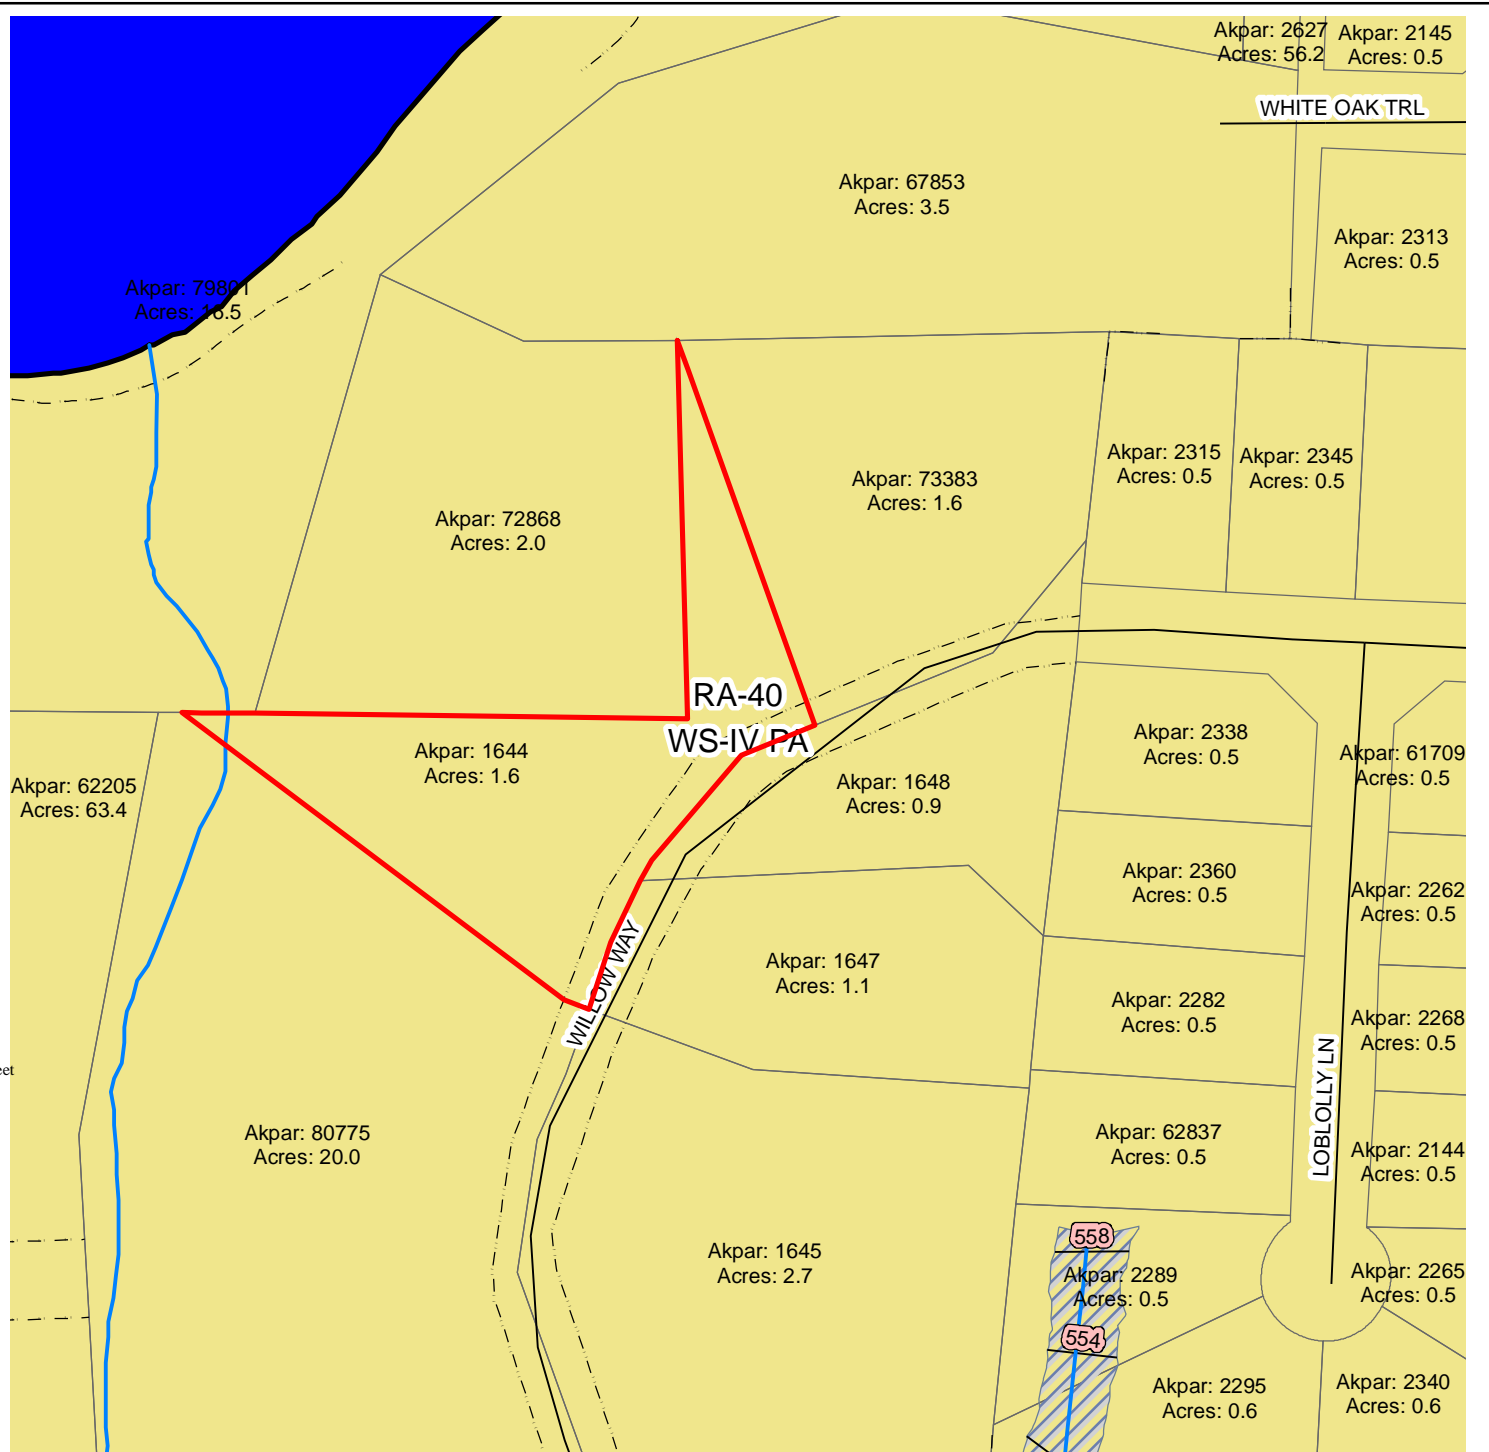 Akpar: 2627
Acres: 56.2
Akpar: 2145
Acres: 0.5
WHITE OAK TRL
Akpar: 67853
Acres: 3.5
Akpar: 2313
Acres: 0.5
Akpar: 79801
Acres: 16.5
Akpar: 2315
Acres: 0.5
Akpar: 2345
Acres: 0.5
Akpar: 73383
Acres: 1.6
Akpar: 72868
Acres: 2.0
RA-40
WS-IV PA
Akpar: 1644
Acres: 1.6
Akpar: 62205
Acres: 63.4
Akpar: 1648
Acres: 0.9
Akpar: 2338
Acres: 0.5
Akpar: 61709
Acres: 0.5
Akpar: 2360
Acres: 0.5
Akpar: 2262
Acres: 0.5
WILLOW WAY
Akpar: 1647
Acres: 1.1
Akpar: 2282
Acres: 0.5
Akpar: 2268
Acres: 0.5
LOBLOLLY LN
Akpar: 80775
Acres: 20.0
Akpar: 62837
Acres: 0.5
Akpar: 2144
Acres: 0.5
Akpar: 1645
Acres: 2.7
558
Akpar: 2289
Acres: 0.5
554
Akpar: 2265
Acres: 0.5
Akpar: 2295
Acres: 0.6
Akpar: 2340
Acres: 0.6